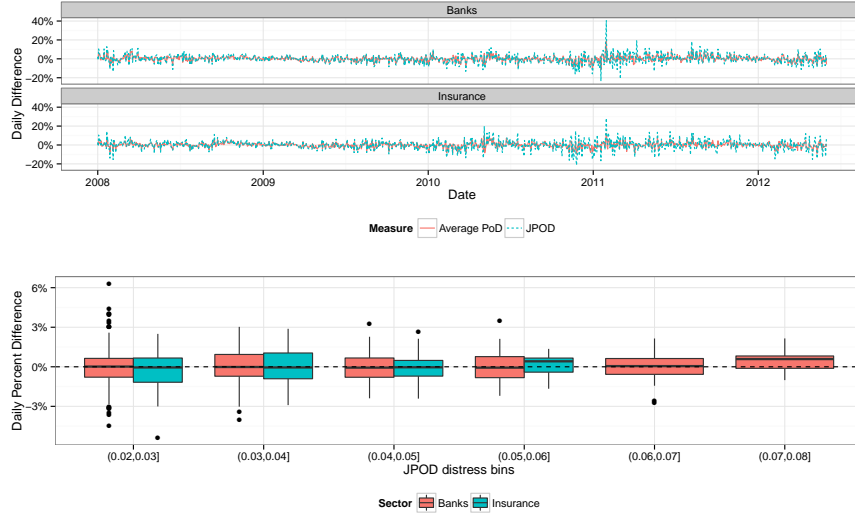 Banks
40%
20%
0%
−20%
Insurance
40%
20%
0%
−20%
Daily Difference
2008
2009
2010
2011
2012
Date
Measure Average PoD JPOD
6%
3%
0%
−3%
Daily Percent Difference
(0.02,0.03]
(0.03,0.04]
(0.04,0.05]
(0.05,0.06]
(0.06,0.07]
(0.07,0.08]
JPOD distress bins
Sector Banks Insurance